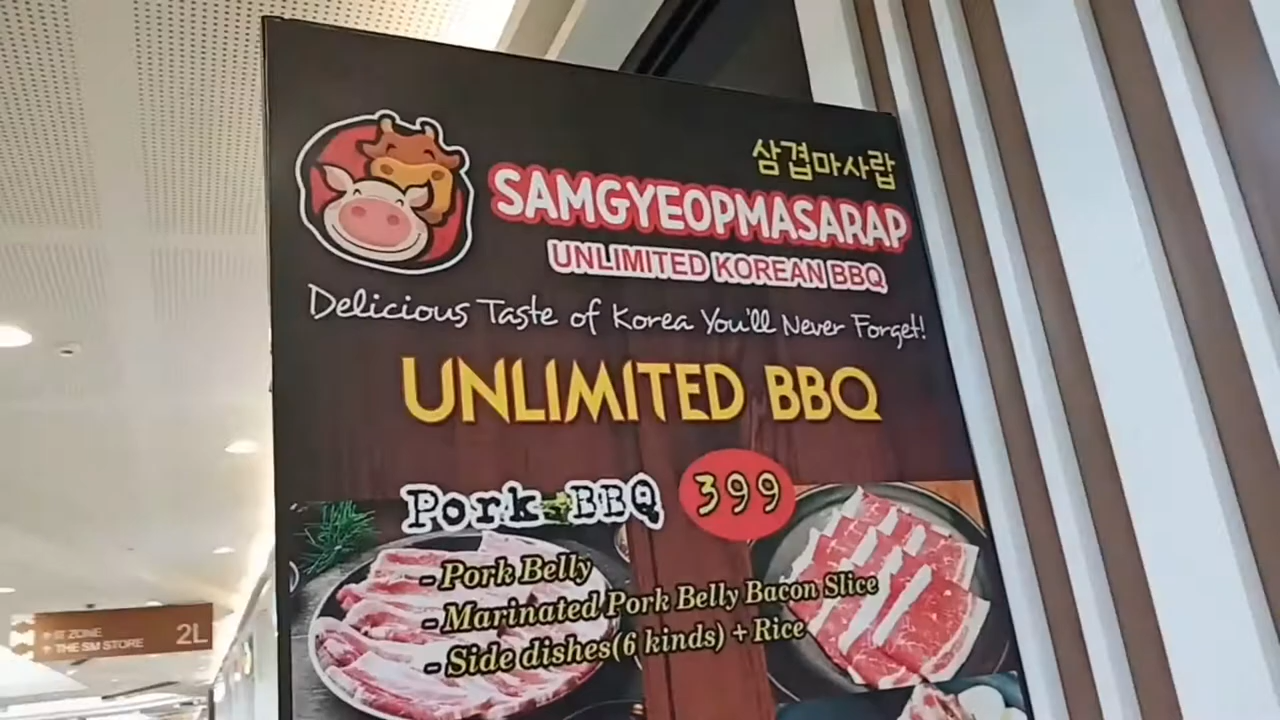 삼겹마사랍
SAMGYEOPMASARAP
UNLIMITED KOREAN BBQ
Delicious Taste of Korea You'll Never Forget!
UNLIMITED BBQ
Pork BBQ 399
- Pork Belly
- Marinated Pork Belly Bacon Slice
- Side dishes(6 kinds) + Rice
ZONE
THE SM STORE
2L